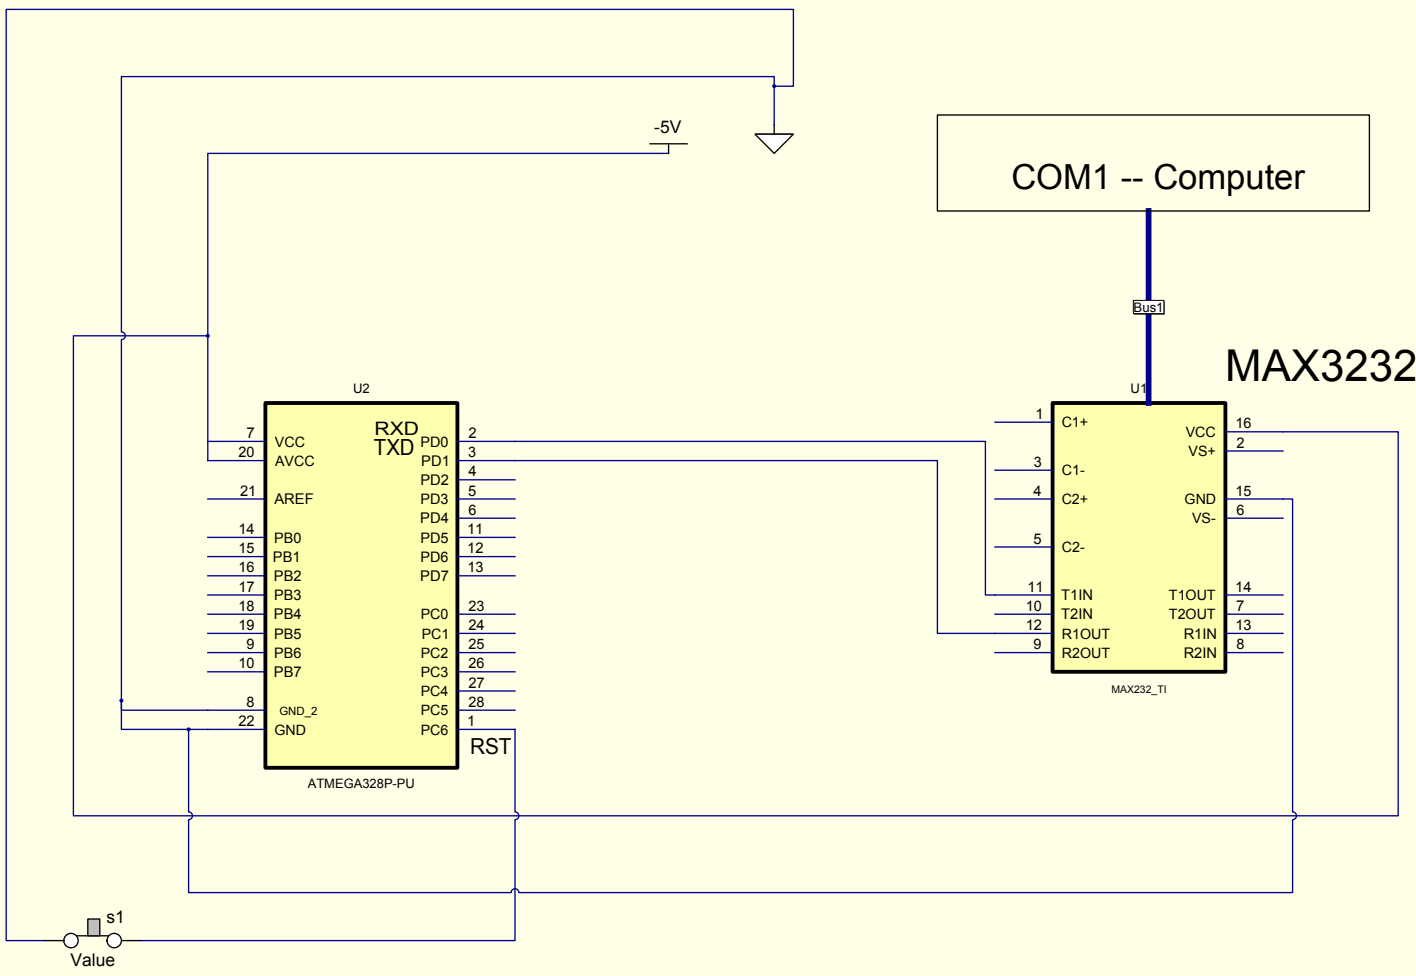 -5V
COM1 -- Computer
Bus1
MAX3232
U2
U1
RXD
TXD
7 VCC
20 AVCC
21 AREF
14 PB0
15 PB1
16 PB2
17 PB3
18 PB4
19 PB5
9 PB6
10 PB7
8 GND_2
22 GND
PD0 2
PD1 3
PD2 4
PD3 5
PD4 6
PD5 11
PD6 12
PD7 13
PC0 23
PC1 24
PC2 25
PC3 26
PC4 27
PC5 28
PC6 1
RST
ATMEGA328P-PU
1 C1+
3 C1-
4 C2+
5 C2-
11 T1IN
10 T2IN
12 R1OUT
9 R2OUT
VCC 16
VS+ 2
GND 15
VS- 6
T1OUT 14
T2OUT 7
R1IN 13
R2IN 8
MAX232_TI
s1
Value